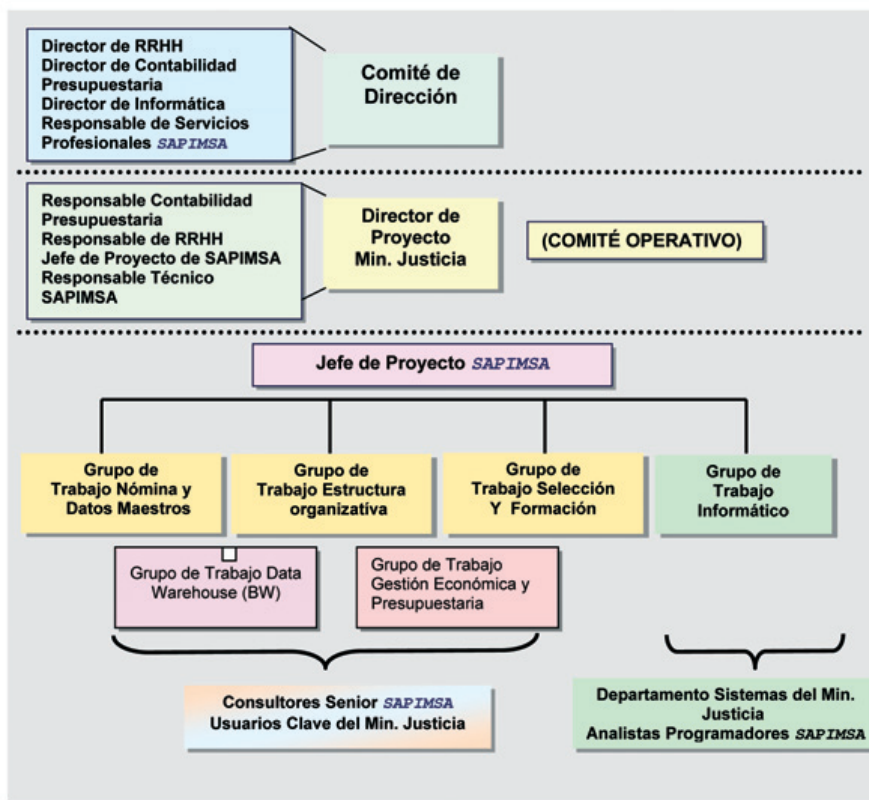 Director de RRHH
Director de Contabilidad
Presupuestaria
Director de Informática
Responsable de Servicios
Profesionales SAPIMSA
Comité de
Dirección
Responsable Contabilidad
Presupuestaria
Responsable de RRHH
Jefe de Proyecto de SAPIMSA
Responsable Técnico
SAPIMSA
Director de
Proyecto
Min. Justicia
(COMITÉ OPERATIVO)
Jefe de Proyecto SAPIMSA
Grupo de
Trabajo Nómina y
Datos Maestros
Grupo de
Trabajo Estructura
organizativa
Grupo de
Trabajo Selección
Y Formación
Grupo de
Trabajo
Informático
Grupo de Trabajo Data
Warehouse (BW)
Grupo de Trabajo
Gestión Económica y
Presupuestaria
Consultores Senior SAPIMSA
Usuarios Clave del Min. Justicia
Departamento Sistemas del Min.
Justicia
Analistas Programadores SAPIMSA